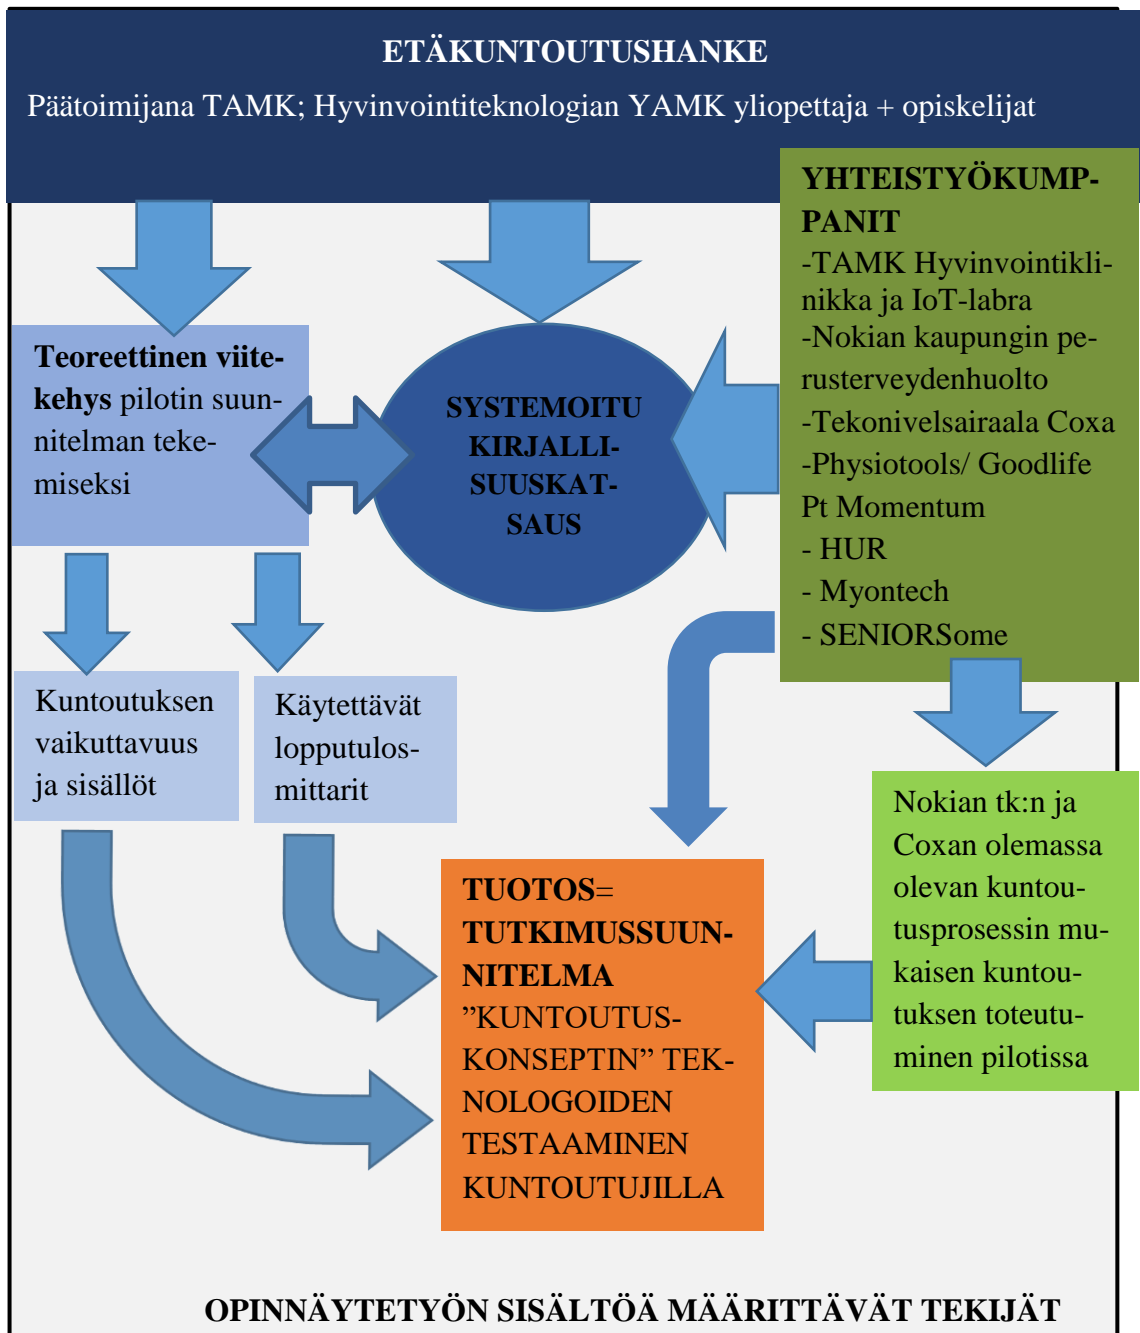 ETÄKUNTOUTUSHANKE
Päätoimijana TAMK; Hyvinvointiteknologian YAMK yliopettaja + opiskelijat
YHTEISTYÖKUMP-
PANIT
-TAMK Hyvinvointikli-
nikka ja IoT-labra
-Nokian kaupungin pe-
rusterveydenhuolto
-Tekonivelsairaala Coxa
-Physiotools/ Goodlife
Pt Momentum
- HUR
- Myontech
- SENIORSome
Teoreettinen viite-
kehys pilotin suun-
nitelman teke-
miseksi
SYSTEMOITU
KIRJALLI-
SUUSKAT-
SAUS
Kuntoutuksen
vaikuttavuus
ja sisällöt
Käytettävät
lopputulos-
mittarit
Nokian tk:n ja
Coxan olemassa
olevan kuntou-
tusprosessin mu-
kaisen kuntou-
tuksen toteutu-
minen pilotissa
TUOTOS=
TUTKIMUSSUUN-
NITELMA
”KUNTOUTUS-
KONSEPTIN” TEK-
NOLOGOIDEN
TESTAAMINEN
KUNTOUTUJILLA
OPINNÄYTETYÖN SISÄLTÖÄ MÄÄRITTÄVÄT TEKIJÄT